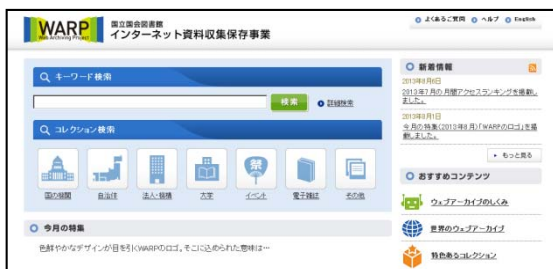 WARP
Web Archiving Project
国立国会図書館
インターネット資料収集保存事業
よくあるご質問 ヘルプ English
キーワード検索
検索 詳細検索
コレクション検索
国の機関 自治体 法人・機構 大学 イベント 電子雑誌 その他
祭
今月の特集
色鮮やかなデザインが目を引くWARPのロゴ。そこに込められた意味は…
新着情報
2013年8月6日
2013年7月の月間アクセスランキングを掲載し
ました。
2013年8月1日
今月の特集(2013年8月)「WARPのロゴ」を掲
載しました。
もっと見る
おすすめコンテンツ
ウェブアーカイブのしくみ
世界のウェブアーカイブ
特色あるコレクション